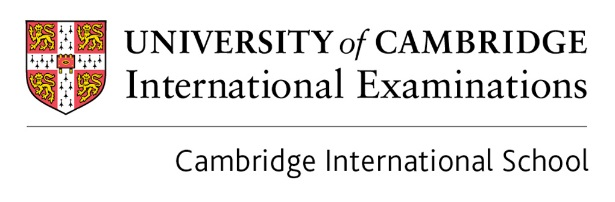 UNIVERSITY of CAMBRIDGE
International Examinations
Cambridge International School